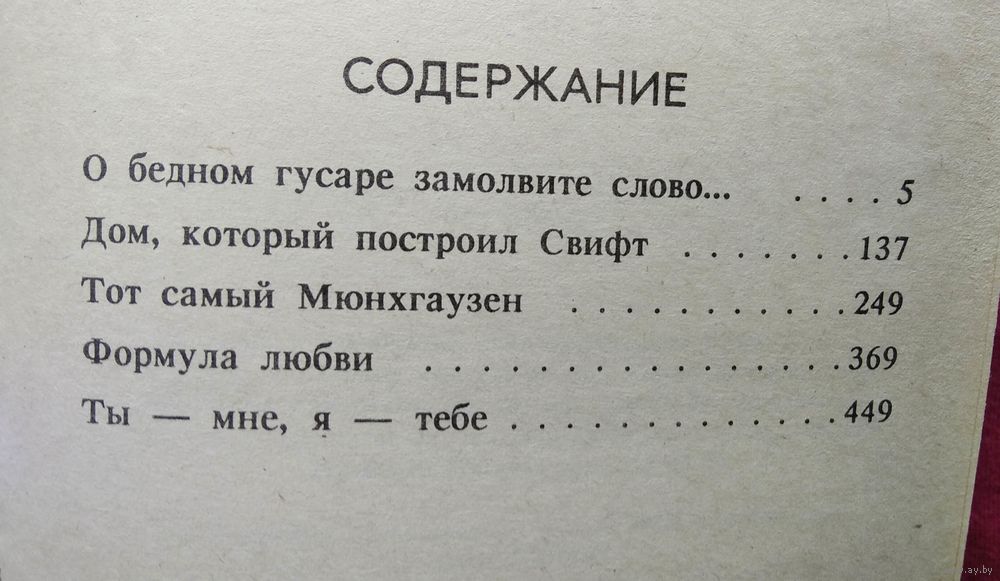 СОДЕРЖАНИЕ
О бедном гусаре замолвите слово... . . . . 5
Дом, который построил Свифт . . . . . . . 137
Тот самый Мюнхгаузен . . . . . . . . . . . 249
Формула любви . . . . . . . . . . . . . . . . 369
Ты — мне, я — тебе . . . . . . . . . . . . . 449